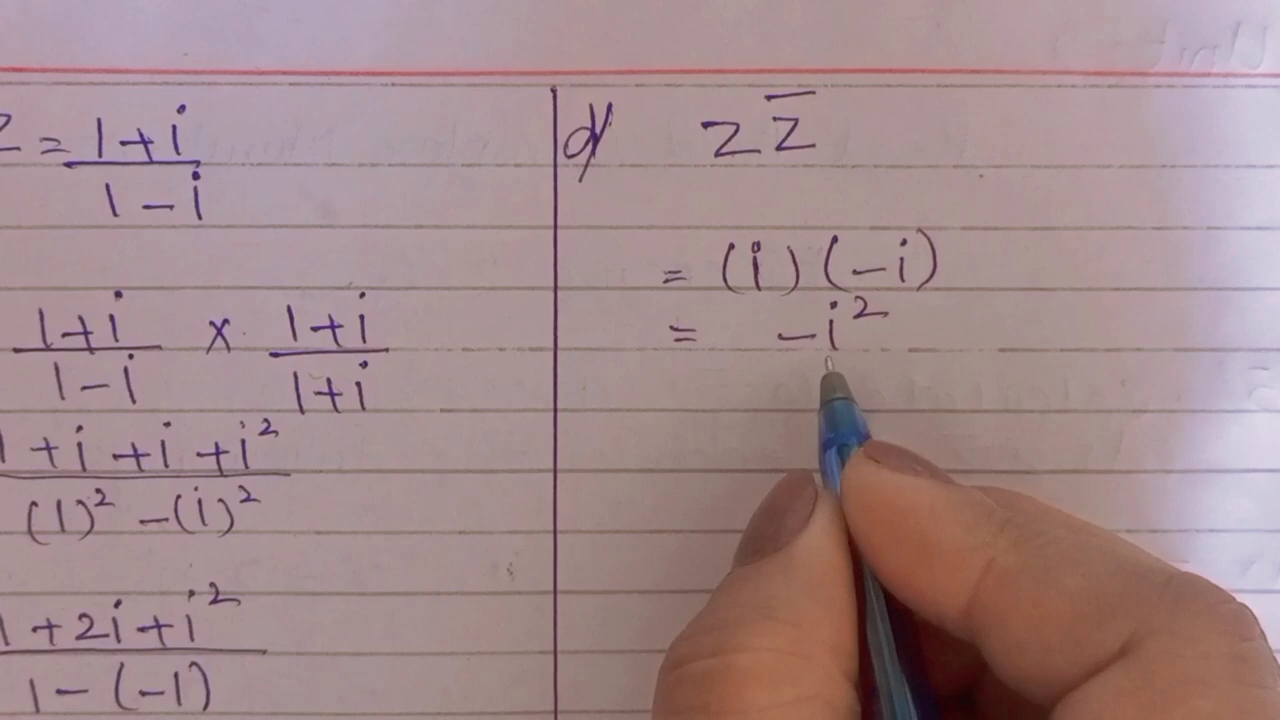 Z = 1+i
1-i
1+i × 1+i
1-i 1+i
1+i+i+i²
(1)² -(i)²
1+2i+i²
1-(-1)
d) Z Z̅
= (i)(-i)
= -i²